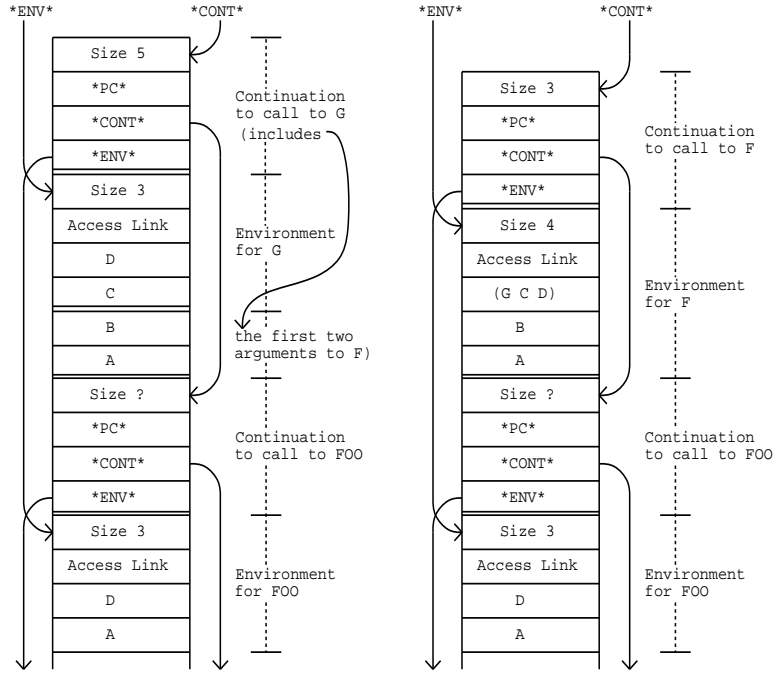 *ENV*
*CONT*
Size 5
*PC*
*CONT*
*ENV*
Size 3
Access Link
D
C
B
A
Size ?
*PC*
*CONT*
*ENV*
Size 3
Access Link
D
A
Continuation
to call to G
(includes
Environment
for G
the first two
arguments to F)
Continuation
to call to FOO
Environment
for FOO
*ENV*
*CONT*
Size 3
*PC*
*CONT*
*ENV*
Size 4
Access Link
(G C D)
B
A
Size ?
*PC*
*CONT*
*ENV*
Size 3
Access Link
D
A
Continuation
to call to F
Environment
for F
Continuation
to call to FOO
Environment
for FOO